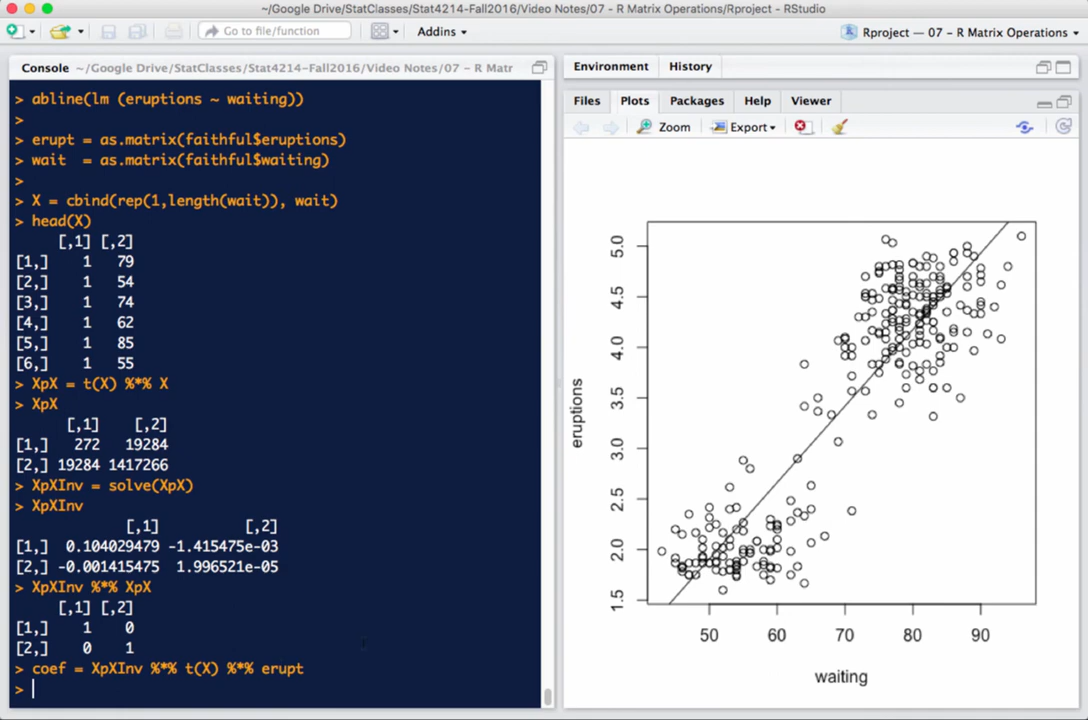 ~/Google Drive/StatClasses/Stat4214-Fall2016/Video Notes/07 - R Matrix Operations/Rproject - RStudio
Go to file/function
Addins
Rproject — 07 - R Matrix Operations
Console ~/Google Drive/StatClasses/Stat4214-Fall2016/Video Notes/07 - R Matr
> abline(lm (eruptions ~ waiting))
>
> erupt = as.matrix(faithful$eruptions)
> wait  = as.matrix(faithful$waiting)
>
> X = cbind(rep(1,length(wait)), wait)
> head(X)
[,1] [,2]
[1,] 1 79
[2,] 1 54
[3,] 1 74
[4,] 1 62
[5,] 1 85
[6,] 1 55
> XpX = t(X) %*% X
> XpX
[,1] [,2]
[1,] 272 19284
[2,] 19284 1417266
> XpXInv = solve(XpX)
> XpXInv
[,1] [,2]
[1,] 0.104029479 -1.415475e-03
[2,] -0.001415475 1.996521e-05
> XpXInv %*% XpX
[,1] [,2]
[1,] 1 0
[2,] 0 1
> coef = XpXInv %*% t(X) %*% erupt
>
Environment History
Files Plots Packages Help Viewer
Zoom Export
5.0
4.5
4.0
3.5
3.0
2.5
2.0
1.5
eruptions
50 60 70 80 90
waiting